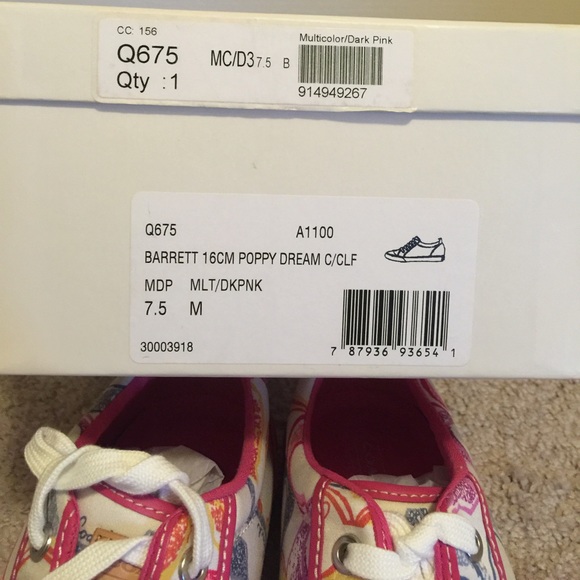 CC: 156
Multicolor/Dark Pink
Q675 MC/D3 7.5 B
Qty :1
914949267
Q675 A1100
BARRETT 16CM POPPY DREAM C/CLF
MDP MLT/DKPNK
7.5 M
30003918
7 87936 93654 1